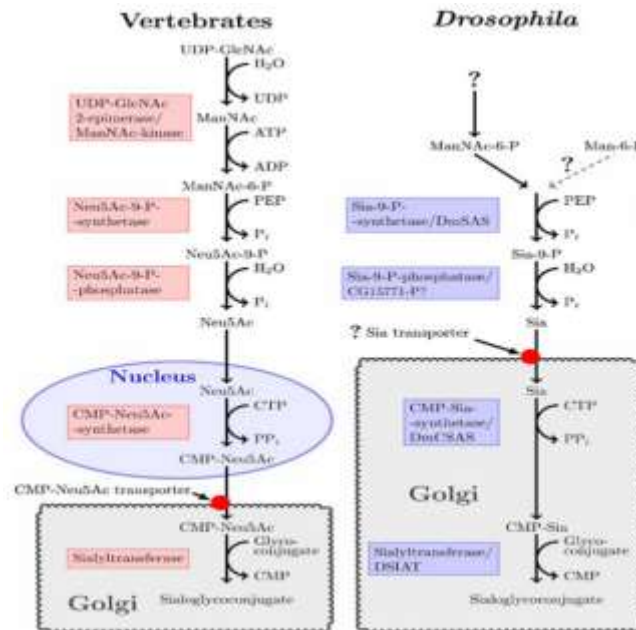 Vertebrates
UDP-GlcNAc
H₂O
UDP
UDP-GlcNAc
2-epimerase/
ManNAc-kinase
ManNAc
ATP
ADP
ManNAc-6-P
Neu5Ac-9-P-
-synthetase
PEP
Pᵢ
Neu5Ac-9-P
Neu5Ac-9-P-
-phosphatase
H₂O
Pᵢ
Neu5Ac
Nucleus
Neu5Ac
CMP-Neu5Ac-
-synthetase
CTP
PPᵢ
CMP-Neu5Ac
CMP-Neu5Ac transporter
CMP-Neu5Ac
Sialyltransferase
Glyco-
conjugate
CMP
Golgi
Sialoglycoconjugate
Drosophila
?
ManNAc-6-P
?
Man-6-
Sia-9-P-
-synthetase/DmSAS
PEP
Pᵢ
Sia-9-P
Sia-9-P-phosphatase/
CG15771-P?
H₂O
Pᵢ
Sia
? Sia transporter
Sia
CMP-Sia-
-synthetase/
DmCSAS
CTP
PPᵢ
Golgi
CMP-Sia
Sialyltransferase/
DSIAT
Glyco-
conjugate
CMP
Sialoglycoconjugate